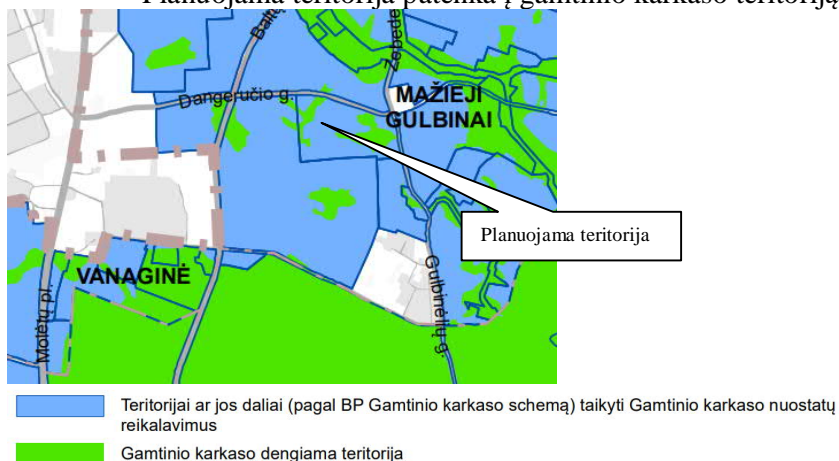 Planuojama teritorija patenka į gamtinio karkaso teritoriją
Dangeručio g.
Žebede
MAŽIEJI
GULBINAI
Planuojama teritorija
VANAGINĖ
Gulbinėlių g.
Molėtų pl.
Teritorijai ar jos daliai (pagal BP Gamtinio karkaso schemą) taikyti Gamtinio karkaso nuostatų
reikalavimus
Gamtinio karkaso dengiama teritorija